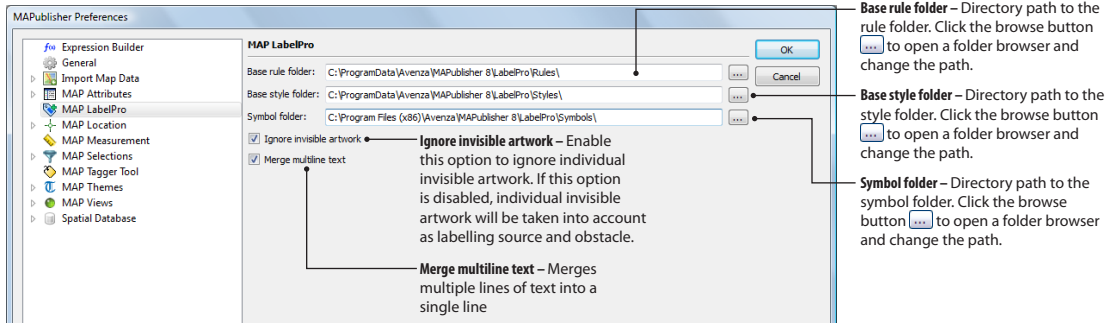 MAPublisher Preferences
Expression Builder
General
Import Map Data
MAP Attributes
MAP LabelPro
MAP Location
MAP Measurement
MAP Selections
MAP Tagger Tool
MAP Themes
MAP Views
Spatial Database
MAP LabelPro
Base rule folder: C:\ProgramData\Avenza\MAPublisher 8\LabelPro\Rules\ ...
Base style folder: C:\ProgramData\Avenza\MAPublisher 8\LabelPro\Styles\ ...
Symbol folder: C:\Program Files (x86)\Avenza\MAPublisher 8\LabelPro\Symbols\ ...
Ignore invisible artwork
Merge multiline text
OK
Cancel
Ignore invisible artwork – Enable
this option to ignore individual
invisible artwork. If this option
is disabled, individual invisible
artwork will be taken into account
as labelling source and obstacle.
Merge multiline text – Merges
multiple lines of text into a
single line
Base rule folder – Directory path to the
rule folder. Click the browse button
... to open a folder browser and
change the path.
Base style folder – Directory path to the
style folder. Click the browse button
... to open a folder browser and
change the path.
Symbol folder – Directory path to the
symbol folder. Click the browse
button ... to open a folder browser
and change the path.